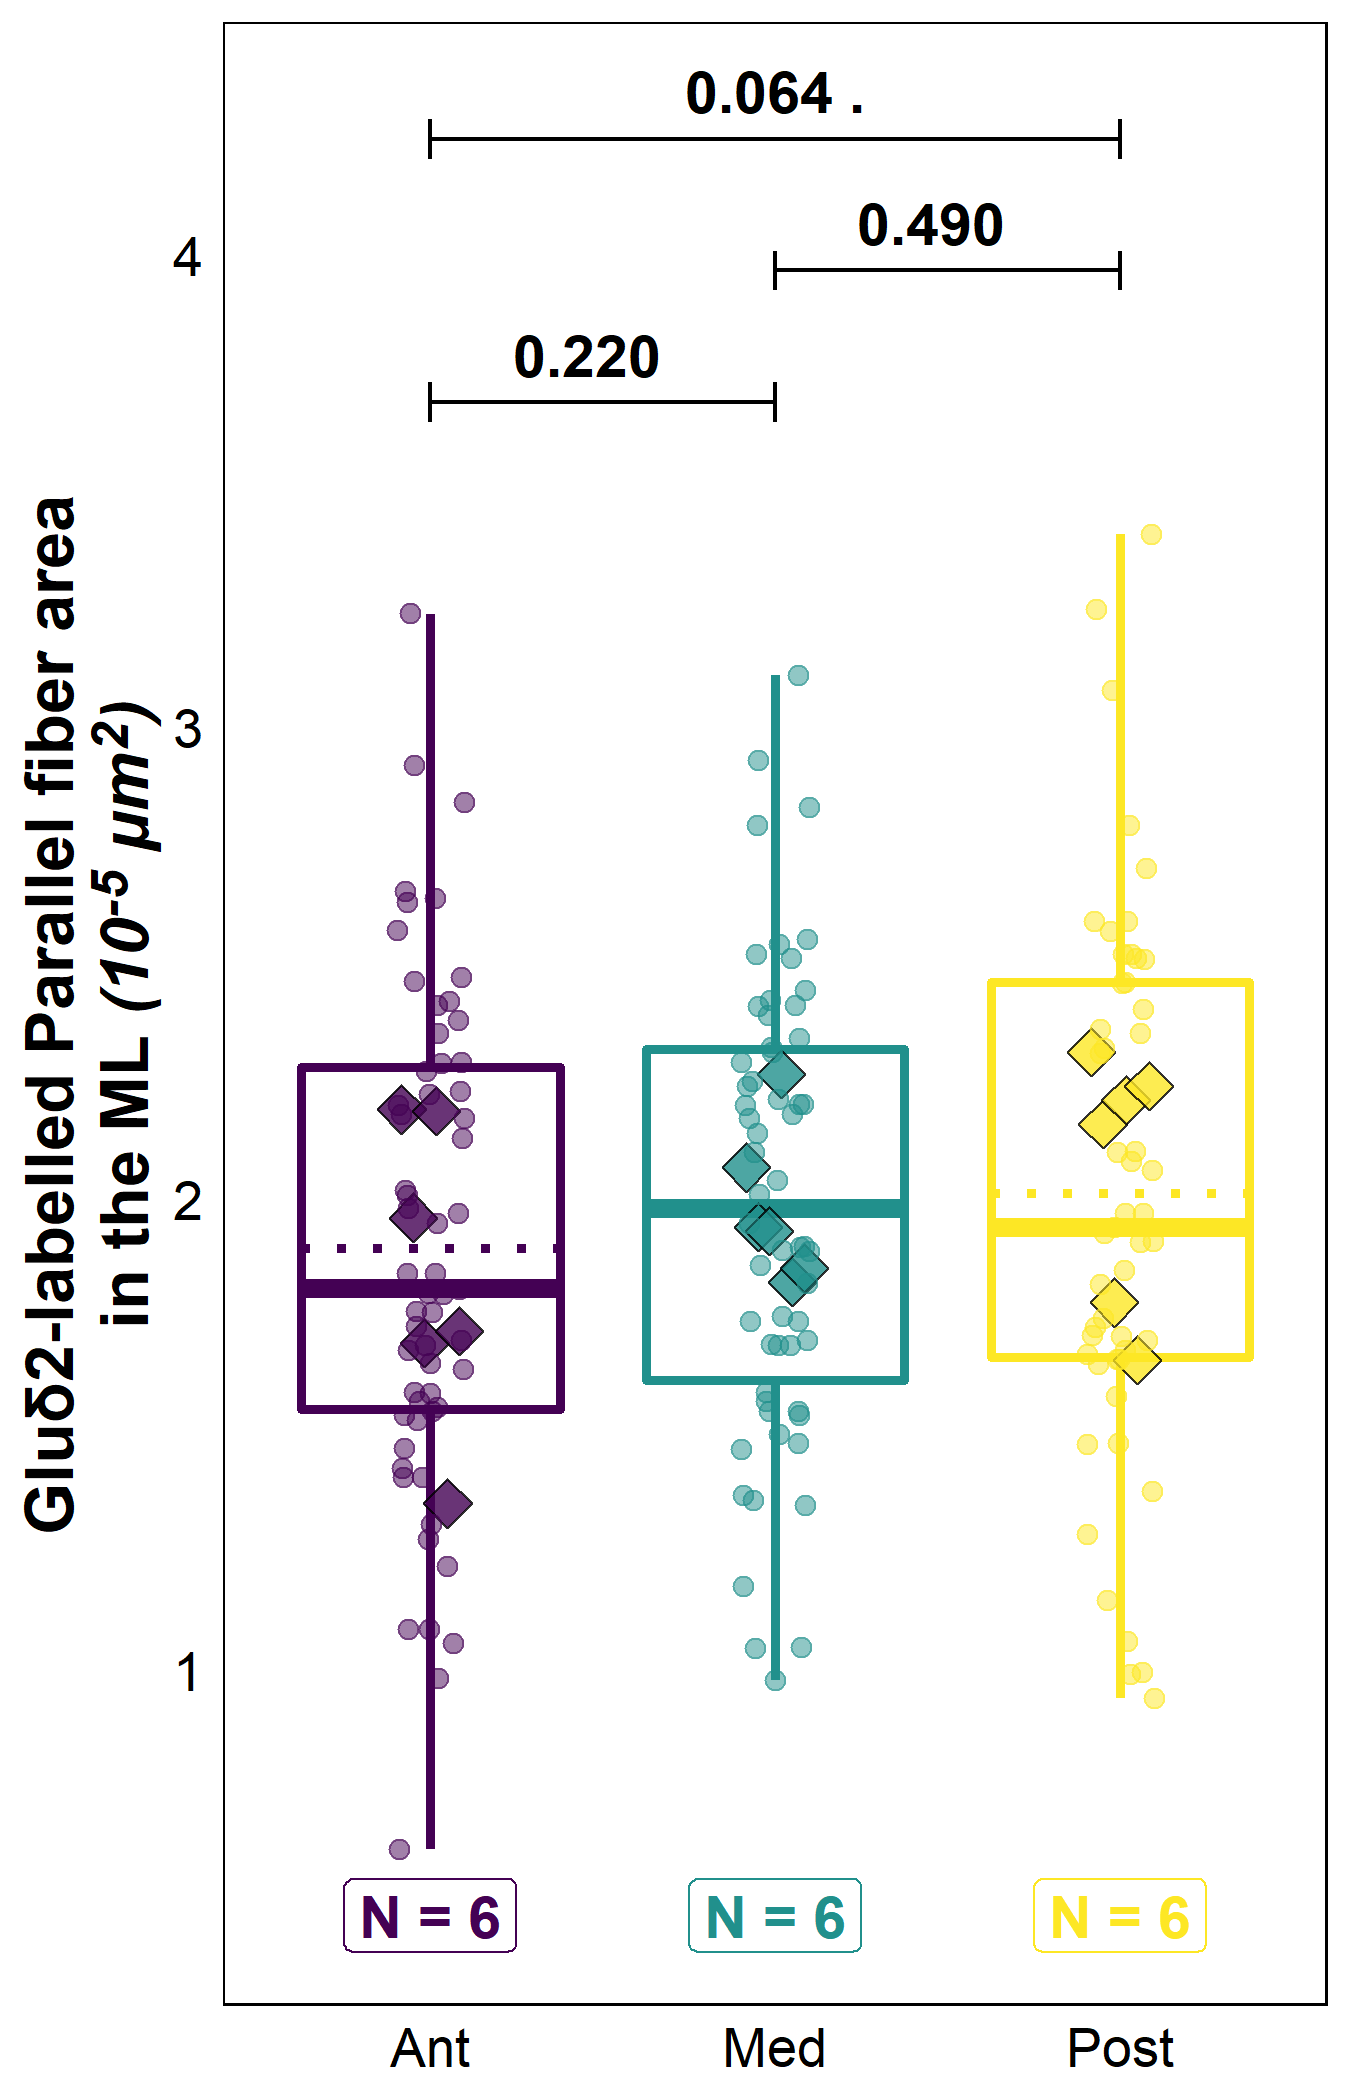 0.064 .
0.490
0.220
4
3
2
1
Gluδ2-labelled Parallel fiber area
in the ML (10⁻⁵ µm²)
N = 6
N = 6
N = 6
Ant
Med
Post